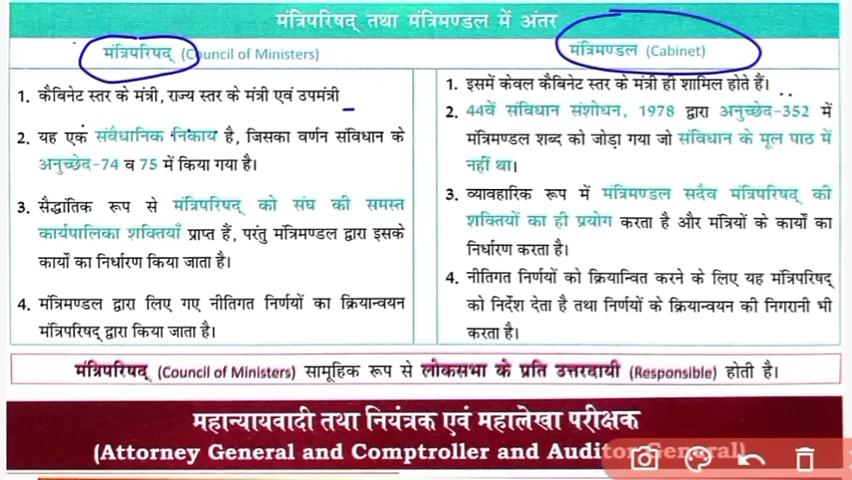 मंत्रिपरिषद् तथा मंत्रिमण्डल में अंतर
मंत्रिपरिषद् (Council of Ministers)
1. कैबिनेट स्तर के मंत्री, राज्य स्तर के मंत्री एवं उपमंत्री
2. यह एक संवैधानिक निकाय है, जिसका वर्णन संविधान के
अनुच्छेद-74 व 75 में किया गया है।
3. सैद्धांतिक रूप से मंत्रिपरिषद् को संघ की समस्त
कार्यपालिका शक्तियाँ प्राप्त हैं, परंतु मंत्रिमण्डल द्वारा इसके
कार्यों का निर्धारण किया जाता है।
4. मंत्रिमण्डल द्वारा लिए गए नीतिगत निर्णयों का क्रियान्वयन
मंत्रिपरिषद् द्वारा किया जाता है।
मंत्रिमण्डल (Cabinet)
1. इसमें केवल कैबिनेट स्तर के मंत्री ही शामिल होते हैं।
2. 44वें संविधान संशोधन, 1978 द्वारा अनुच्छेद-352 में
मंत्रिमण्डल शब्द को जोड़ा गया जो संविधान के मूल पाठ में
नहीं था।
3. व्यावहारिक रूप में मंत्रिमण्डल सदैव मंत्रिपरिषद् की
शक्तियों का ही प्रयोग करता है और मंत्रियों के कार्यों का
निर्धारण करता है।
4. नीतिगत निर्णयों को क्रियान्वित करने के लिए यह मंत्रिपरिषद्
को निर्देश देता है तथा निर्णयों के क्रियान्वयन की निगरानी भी
करता है।
मंत्रिपरिषद् (Council of Ministers) सामूहिक रूप से लोकसभा के प्रति उत्तरदायी (Responsible) होती है।
महान्यायवादी तथा नियंत्रक एवं महालेखा परीक्षक
(Attorney General and Comptroller and Auditor General)